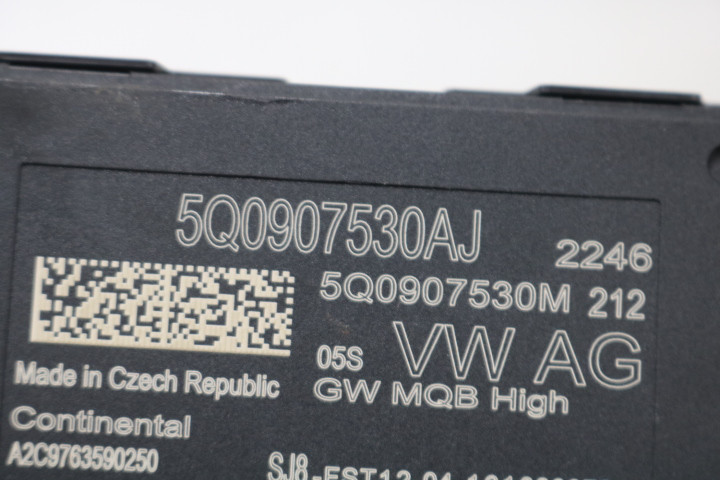 5Q0907530AJ 2246
5Q0907530M 212
05S VW AG
Made in Czech Republic GW MQB High
Continental
A2C9763590250